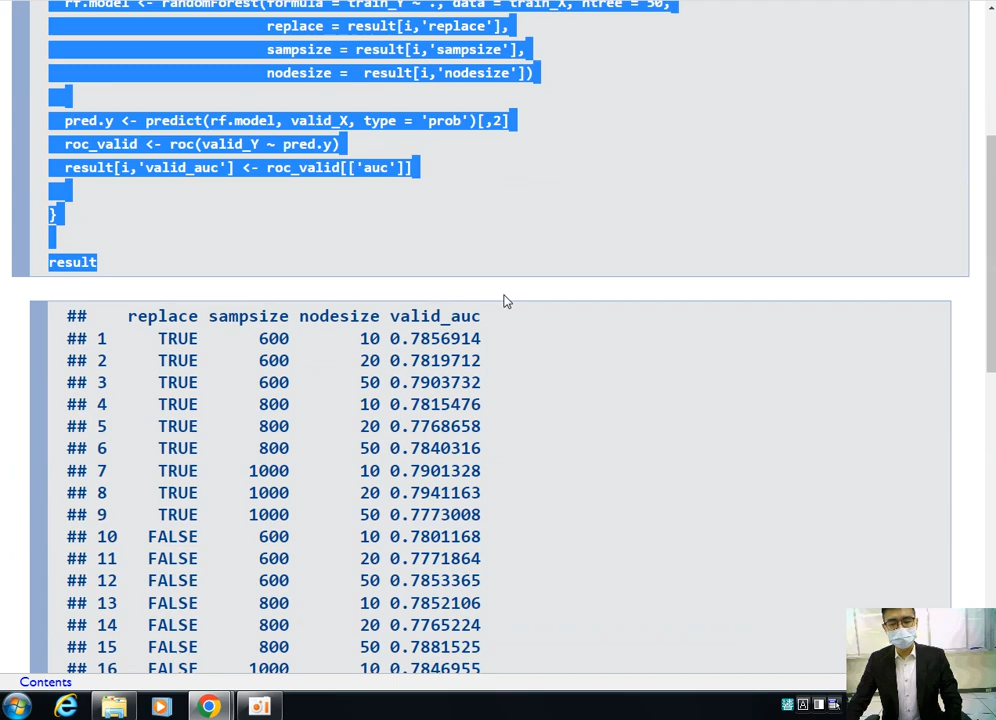 rf.model <- randomForest(formula = train_Y ~ ., data = train_X, ntree = 50,
replace = result[i,'replace'],
sampsize = result[i,'sampsize'],
nodesize =  result[i,'nodesize'])
pred.y <- predict(rf.model, valid_X, type = 'prob')[,2]
roc_valid <- roc(valid_Y ~ pred.y)
result[i,'valid_auc'] <- roc_valid[['auc']]
}
result
##    replace sampsize nodesize valid_auc
## 1     TRUE      600       10 0.7856914
## 2     TRUE      600       20 0.7819712
## 3     TRUE      600       50 0.7903732
## 4     TRUE      800       10 0.7815476
## 5     TRUE      800       20 0.7768658
## 6     TRUE      800       50 0.7840316
## 7     TRUE     1000       10 0.7901328
## 8     TRUE     1000       20 0.7941163
## 9     TRUE     1000       50 0.7773008
## 10   FALSE      600       10 0.7801168
## 11   FALSE      600       20 0.7771864
## 12   FALSE      600       50 0.7853365
## 13   FALSE      800       10 0.7852106
## 14   FALSE      800       20 0.7765224
## 15   FALSE      800       50 0.7881525
## 16   FALSE     1000       10 0.7846955
Contents